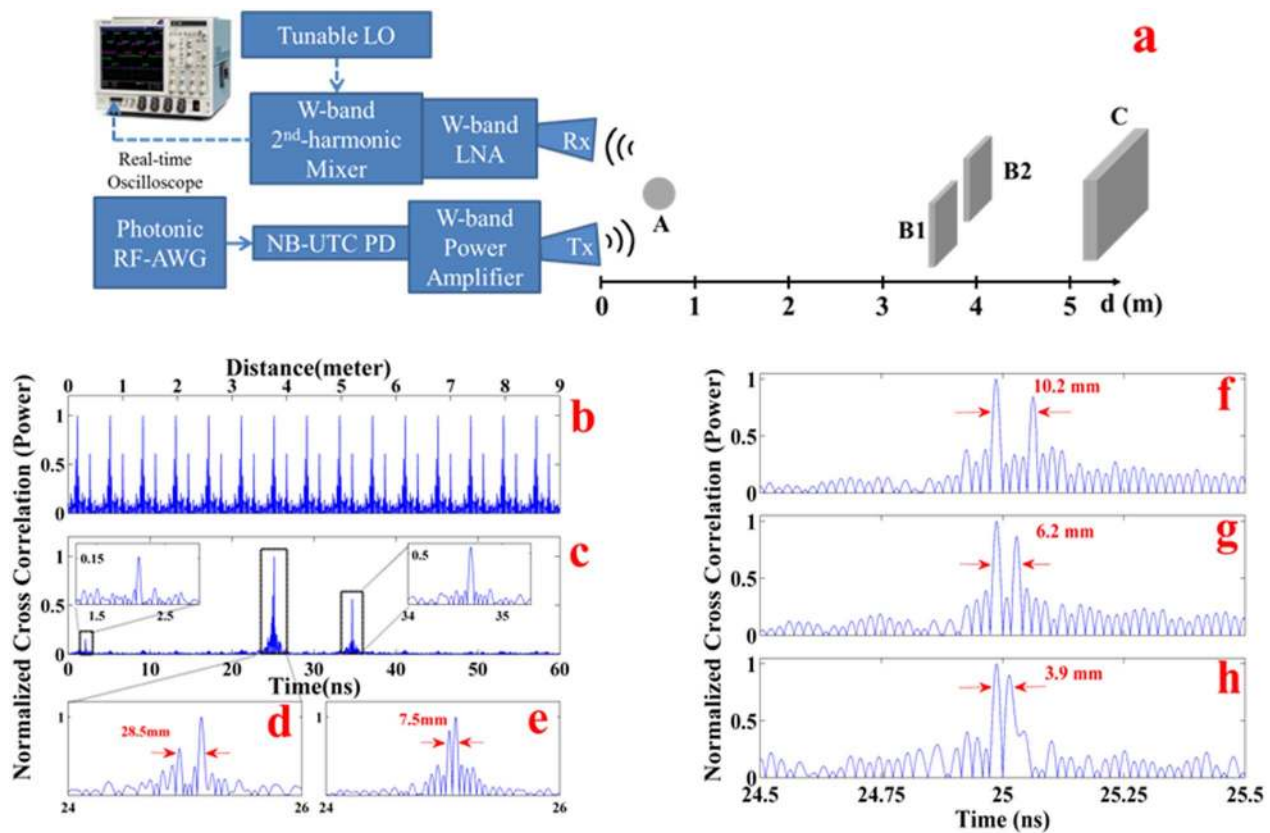 a
Tunable LO
W-band
2nd-harmonic
Mixer
W-band
LNA
Rx
Real-time
Oscilloscope
Photonic
RF-AWG
NB-UTC PD
W-band
Power
Amplifier
Tx
A
B1
B2
C
0 1 2 3 4 5 d (m)
Distance(meter)
0 1 2 3 4 5 6 7 8 9
Normalized Cross Correlation (Power)
1
0.5
0
b
1
0.5
0
c
0.15
1.5 2.5
0.5
34 35
0 10 20 30 40 50 60
Time(ns)
1
28.5mm
d
24 26
1
7.5mm
e
24 26
Normalized Cross Correlation (Power)
1
0.5
0
10.2 mm
f
1
0.5
0
6.2 mm
g
1
0.5
0
3.9 mm
h
24.5 24.75 25 25.25 25.5
Time (ns)